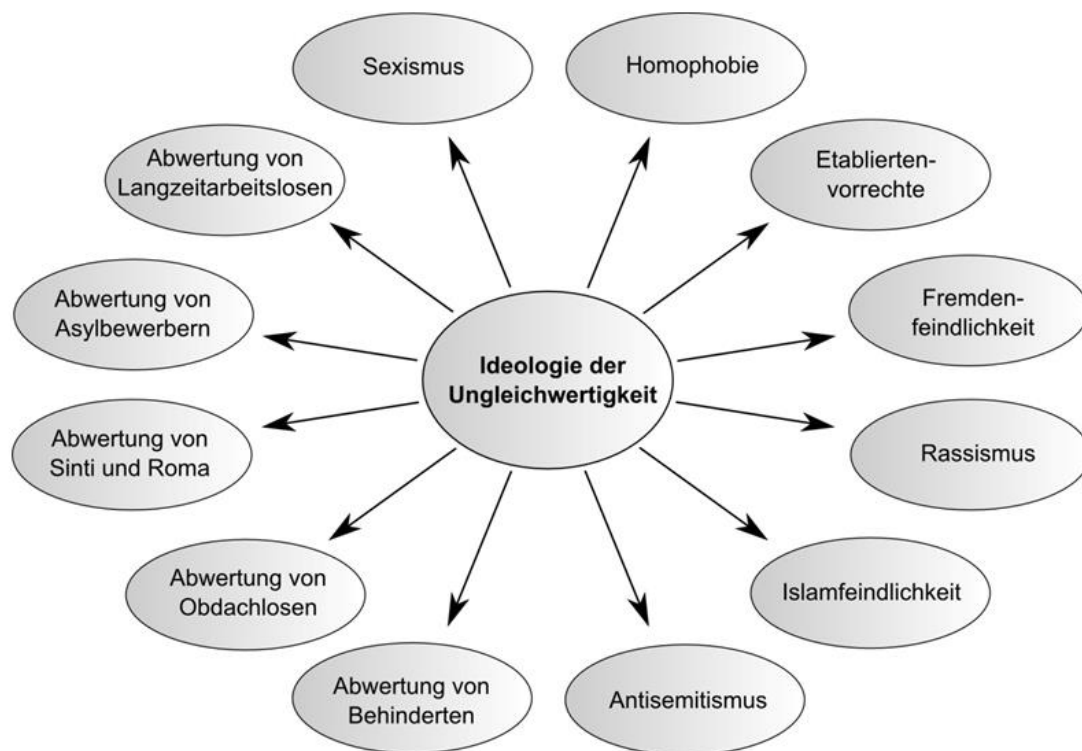 Sexismus
Homophobie
Abwertung von
Langzeitarbeitslosen
Etablierten-
vorrechte
Abwertung von
Asylbewerbern
Fremden-
feindlichkeit
Ideologie der
Ungleichwertigkeit
Abwertung von
Sinti und Roma
Rassismus
Abwertung von
Obdachlosen
Islamfeindlichkeit
Abwertung von
Behinderten
Antisemitismus